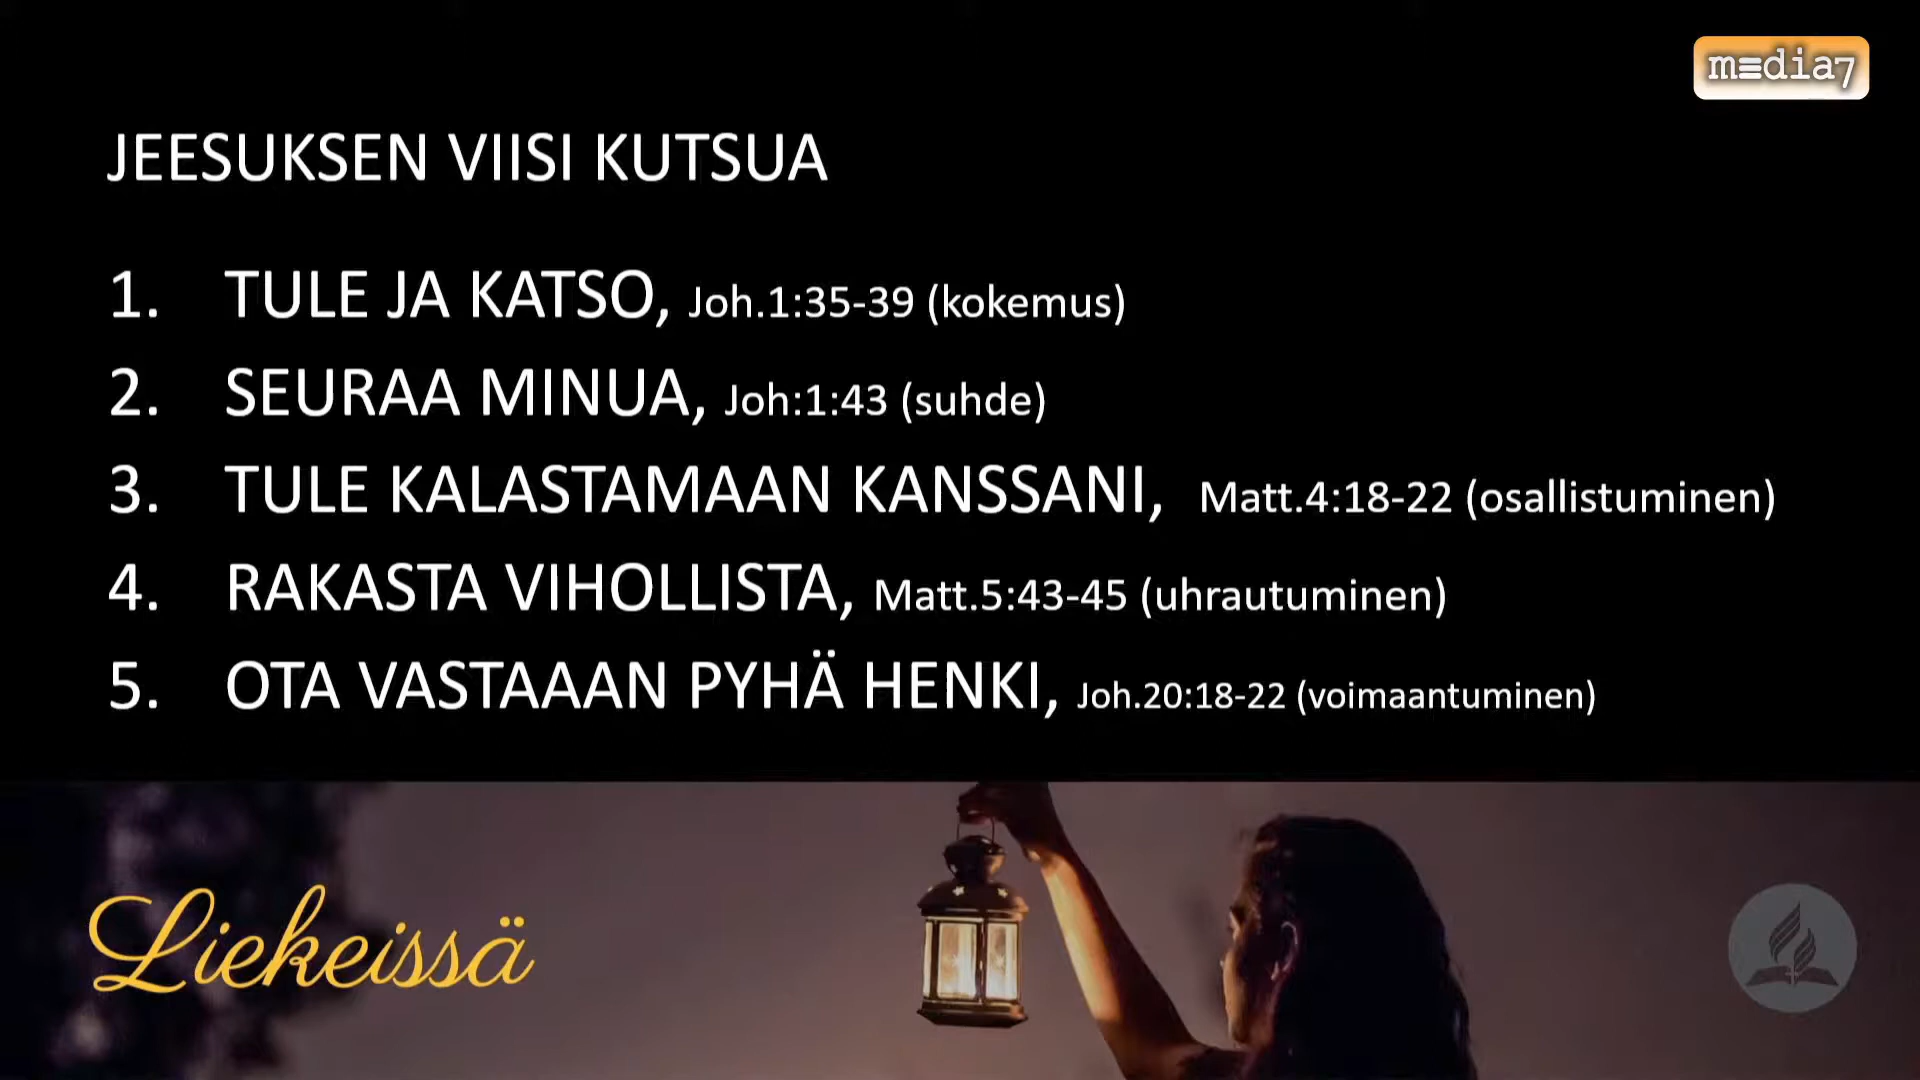 media7
JEESUKSEN VIISI KUTSUA
1. TULE JA KATSO, Joh.1:35-39 (kokemus)
2. SEURAA MINUA, Joh:1:43 (suhde)
3. TULE KALASTAMAAN KANSSANI, Matt.4:18-22 (osallistuminen)
4. RAKASTA VIHOLLISTA, Matt.5:43-45 (uhrautuminen)
5. OTA VASTAAAN PYHÄ HENKI, Joh.20:18-22 (voimaantuminen)
Liekeissä